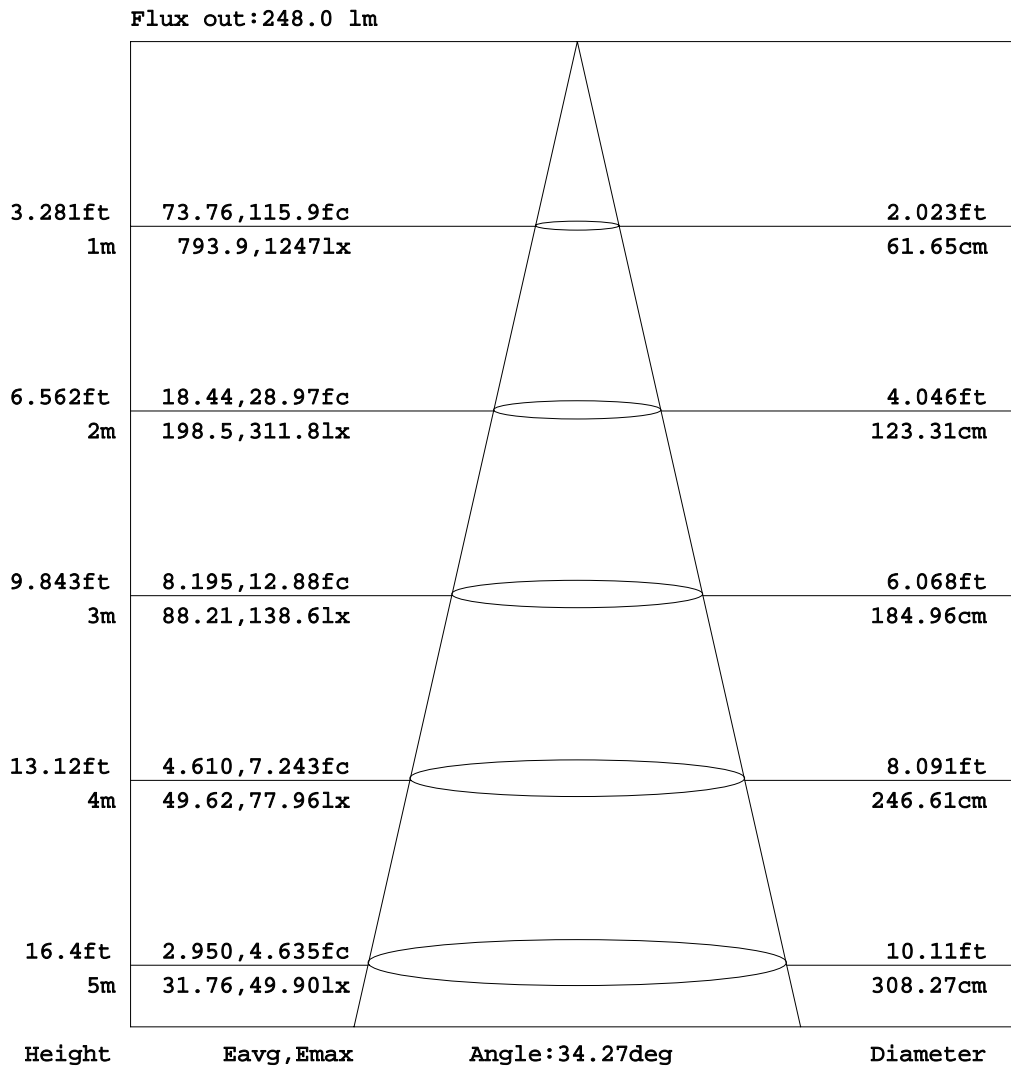 Flux out:248.0 lm
3.281ft 73.76,115.9fc 2.023ft
1m 793.9,1247lx 61.65cm
6.562ft 18.44,28.97fc 4.046ft
2m 198.5,311.8lx 123.31cm
9.843ft 8.195,12.88fc 6.068ft
3m 88.21,138.6lx 184.96cm
13.12ft 4.610,7.243fc 8.091ft
4m 49.62,77.96lx 246.61cm
16.4ft 2.950,4.635fc 10.11ft
5m 31.76,49.90lx 308.27cm
Height Eavg,Emax Angle:34.27deg Diameter